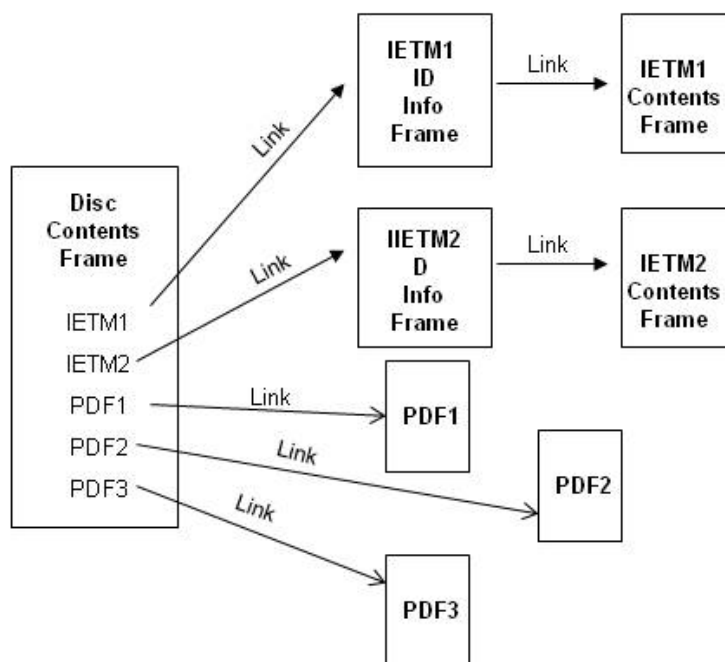 Disc
Contents
Frame
IETM1
IETM2
PDF1
PDF2
PDF3
Link
IETM1
ID
Info
Frame
Link
IETM1
Contents
Frame
Link
IIETM2
D
Info
Frame
Link
IETM2
Contents
Frame
Link
PDF1
Link
PDF2
Link
PDF3